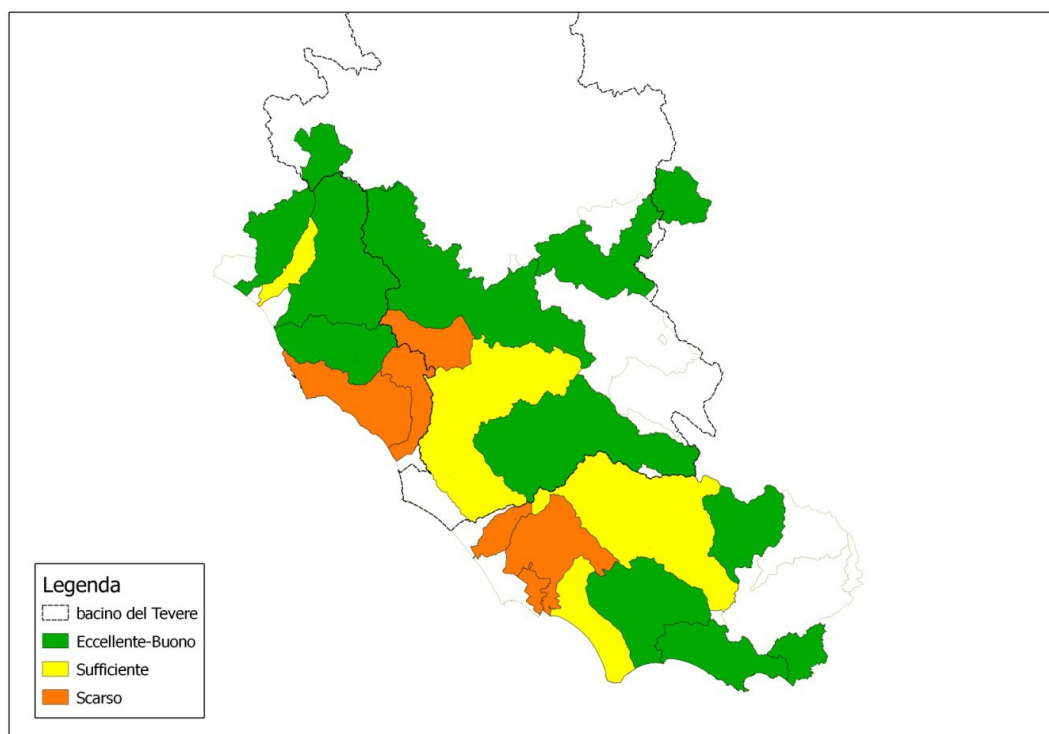 Legenda
bacino del Tevere
Eccellente-Buono
Sufficiente
Scarso